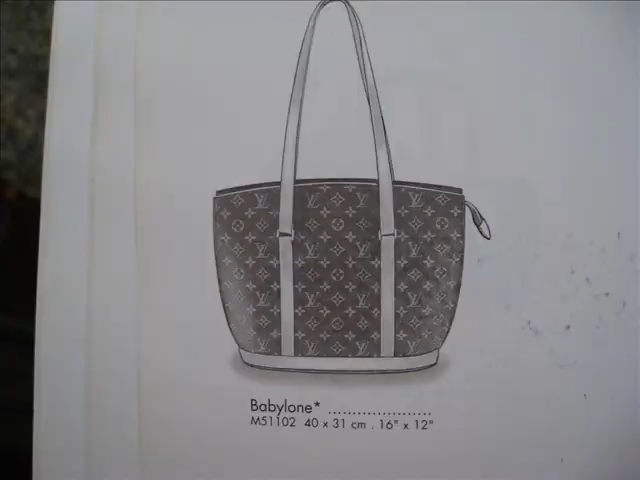 Babylone* .....................
M51102 40 x 31 cm . 16" x 12"